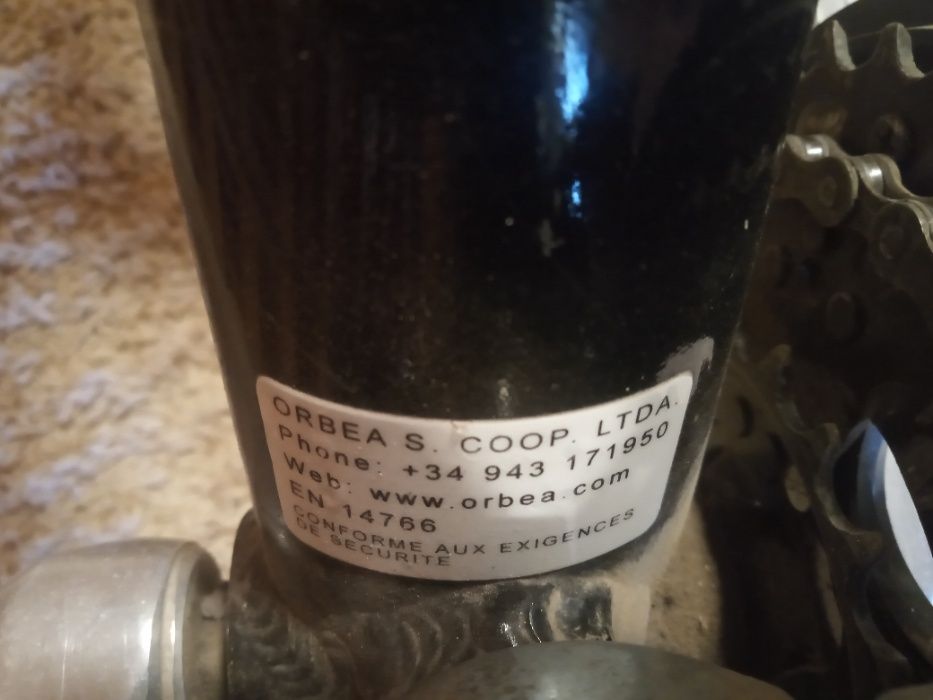 ORBEA S. COOP. LTDA.
Phone: +34 943 171950
Web: www.orbea.com
EN 14766
CONFORME AUX EXIGENCES
DE SECURITE